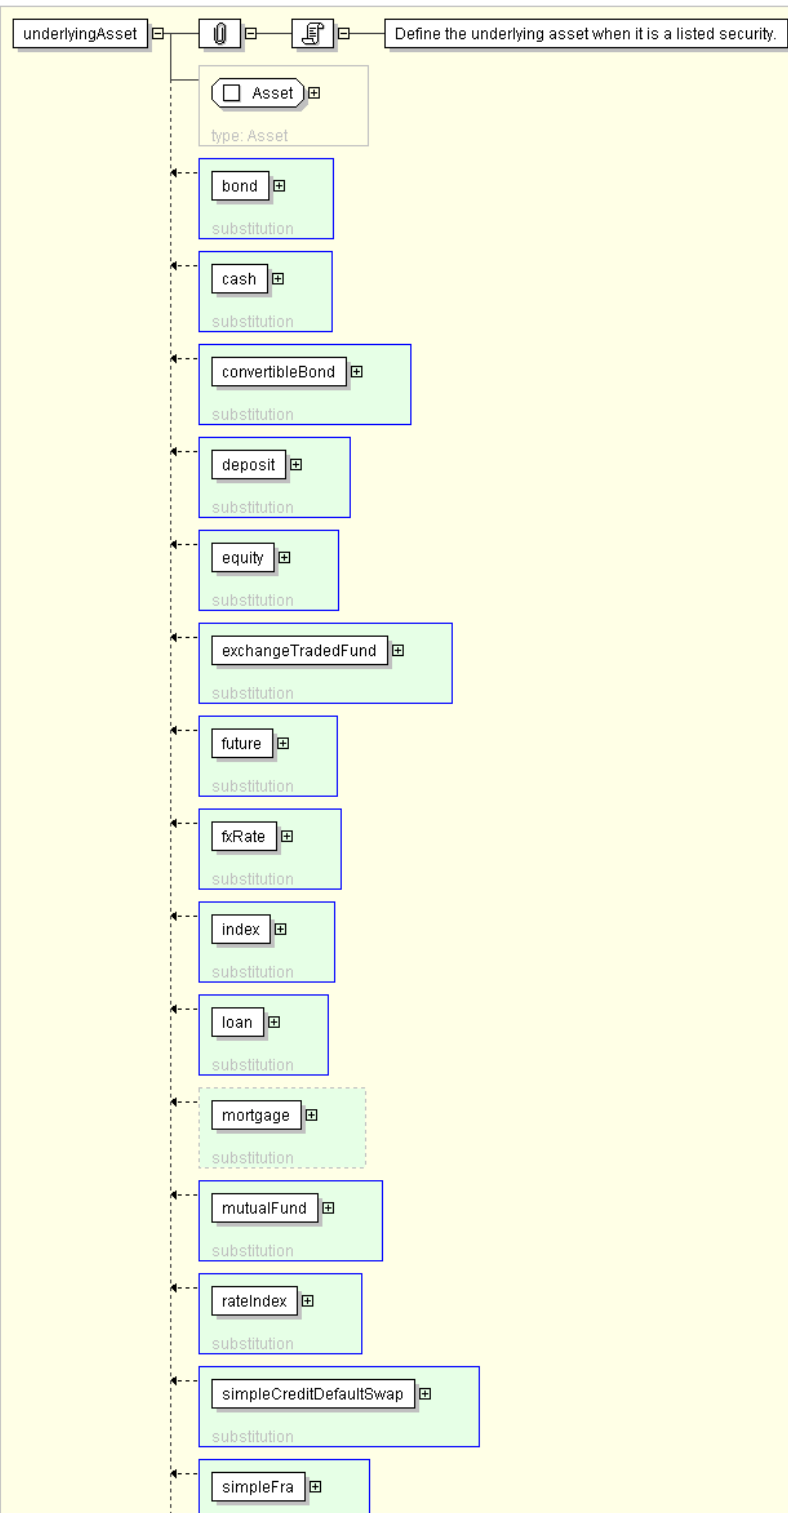 underlyingAsset
Define the underlying asset when it is a listed security.
Asset
type: Asset
bond
substitution
cash
substitution
convertibleBond
substitution
deposit
substitution
equity
substitution
exchangeTradedFund
substitution
future
substitution
fxRate
substitution
index
substitution
loan
substitution
mortgage
substitution
mutualFund
substitution
rateIndex
substitution
simpleCreditDefaultSwap
substitution
simpleFra